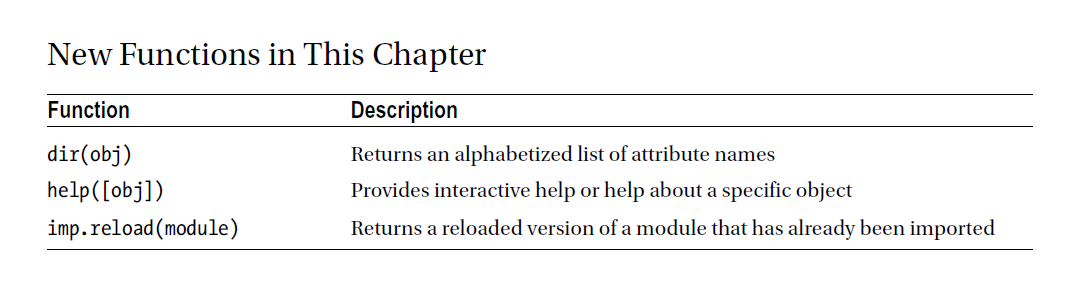 New Functions in This Chapter
Function Description
dir(obj) Returns an alphabetized list of attribute names
help([obj]) Provides interactive help or help about a specific object
imp.reload(module) Returns a reloaded version of a module that has already been imported